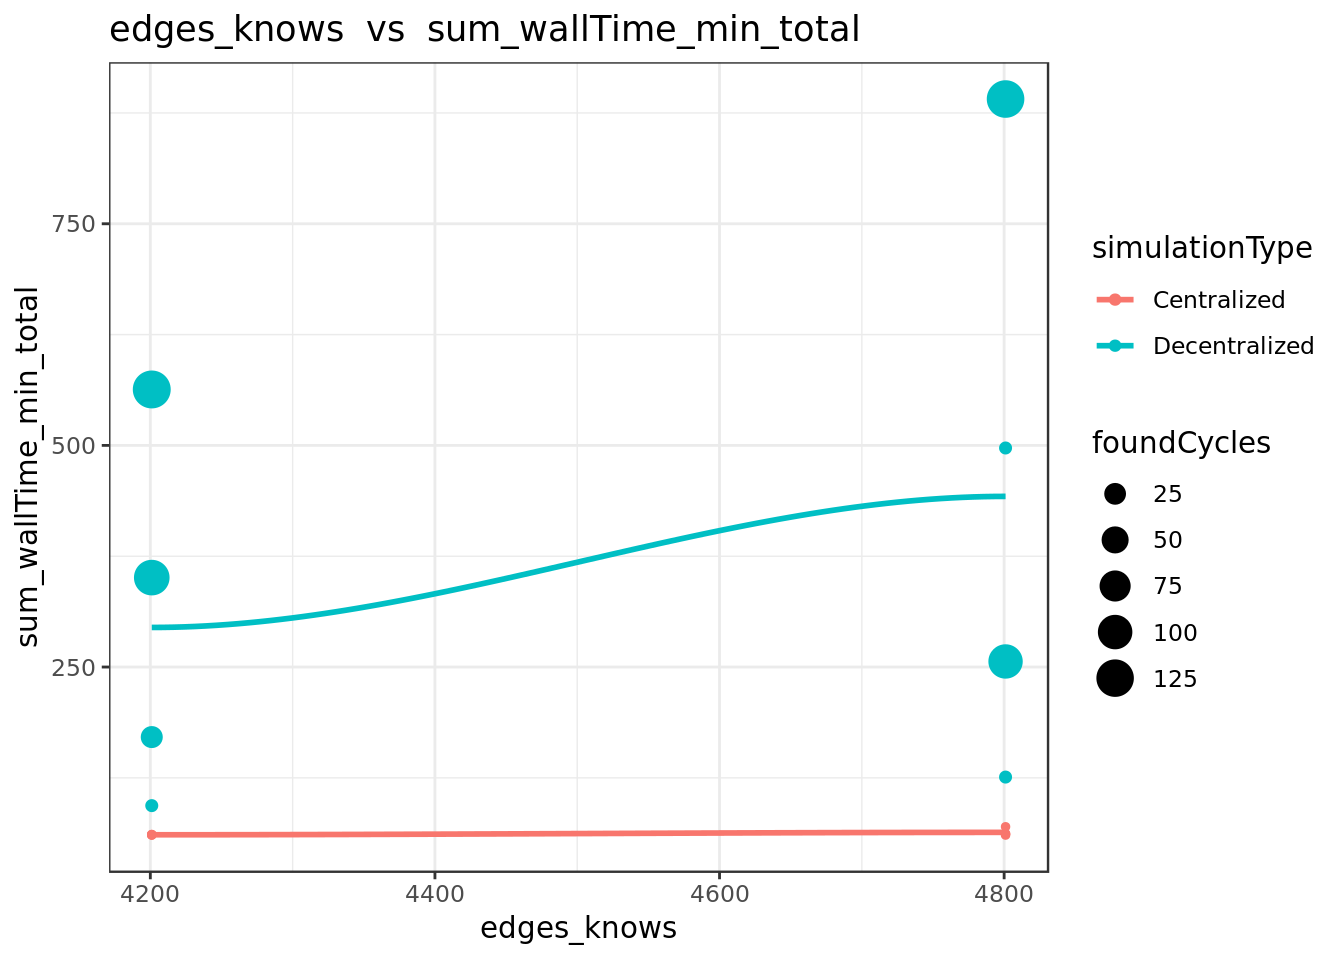 edges_knows  vs  sum_wallTime_min_total
sum_wallTime_min_total
750
500
250
4200
4400
4600
4800
edges_knows
simulationType
Centralized
Decentralized
foundCycles
25
50
75
100
125